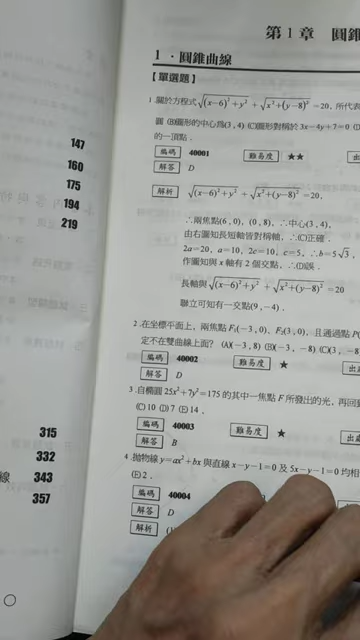 147
160
175
194
219
315
332
線 343
357
第 1 章 圓錐
1．圓錐曲線
【單選題】
1.關於方程式√(x−6)²+y² + √x²+(y−8)² =20，所代表
圓 (B)圖形的中心為(3 , 4) (C)圖形對稱於 3x−4y+7=0 (D
的一頂點．
編碼 40001 難易度 ★★ 出
解答 D
解析 √(x−6)²+y² + √x²+(y−8)² =20，
∴兩焦點(6 , 0)，(0 , 8)，∴中心(3 , 4)，
由右圖知長短軸皆對稱軸，∴(C)正確．
2a=20，a=10，2c=10，c=5，∴b=5√3，
作圖知與 x 軸有 2 個交點，∴(D)誤．
長軸與√(x−6)²+y² + √x²+(y−8)² =20
聯立可知有一交點(9 , −4)．
2.在坐標平面上，兩焦點 F₁(−3 , 0)，F₂(3 , 0)，且通過點 P(
定不在雙曲線上面？ (A)(−3 , 8) (B)(−3 , −8) (C)(3 , −8
編碼 40002 難易度 ★ 出
解答 D
3.自橢圓 25x²+7y²=175 的其中一焦點 F 所發出的光，再回到
(C) 10 (D) 7 (E) 14．
編碼 40003 難易度 ★ 出處
解答 B
4.拋物線 y=ax²+bx 與直線 x−y−1=0 及 5x−y−1=0 均相
(E) 2．
編碼 40004
解答 D
解析